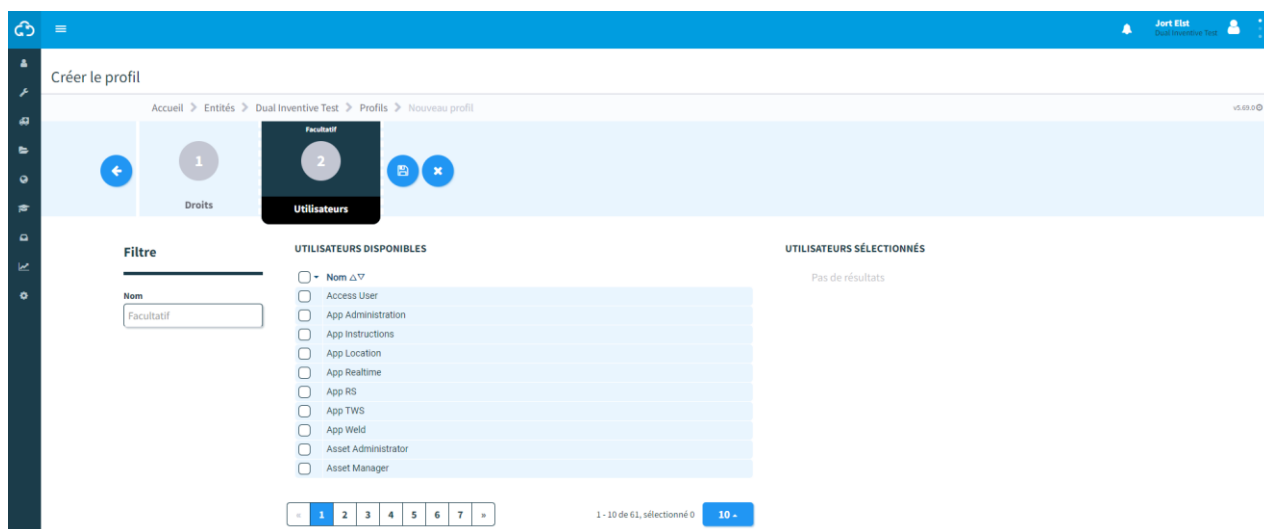 Jort Elst
Dual Inventive Test
Créer le profil
Accueil > Entités > Dual Inventive Test > Profils > Nouveau profil
v5.69.0
Facultatif
1
2
Droits
Utilisateurs
Filtre
Nom
Facultatif
UTILISATEURS DISPONIBLES
Nom
Access User
App Administration
App Instructions
App Location
App Realtime
App RS
App TWS
App Weld
Asset Administrator
Asset Manager
« 1 2 3 4 5 6 7 »
1 - 10 de 61, sélectionné 0
10
UTILISATEURS SÉLECTIONNÉS
Pas de résultats